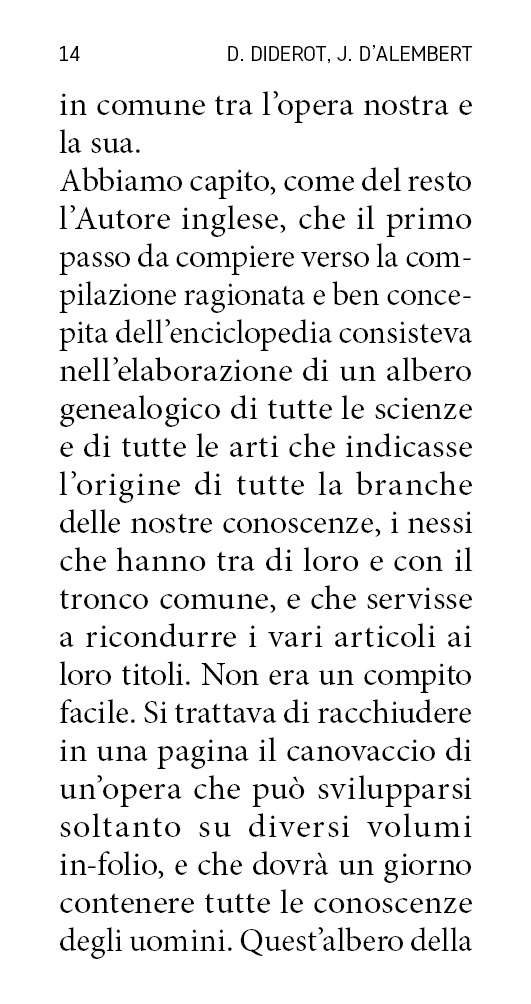 14 D. DIDEROT, J. D’ALEMBERT
in comune tra l’opera nostra e
la sua.
Abbiamo capito, come del resto
l’Autore inglese, che il primo
passo da compiere verso la com-
pilazione ragionata e ben conce-
pita dell’enciclopedia consisteva
nell’elaborazione di un albero
genealogico di tutte le scienze
e di tutte le arti che indicasse
l’origine di tutte la branche
delle nostre conoscenze, i nessi
che hanno tra di loro e con il
tronco comune, e che servisse
a ricondurre i vari articoli ai
loro titoli. Non era un compito
facile. Si trattava di racchiudere
in una pagina il canovaccio di
un’opera che può svilupparsi
soltanto su diversi volumi
in-folio, e che dovrà un giorno
contenere tutte le conoscenze
degli uomini. Quest’albero della